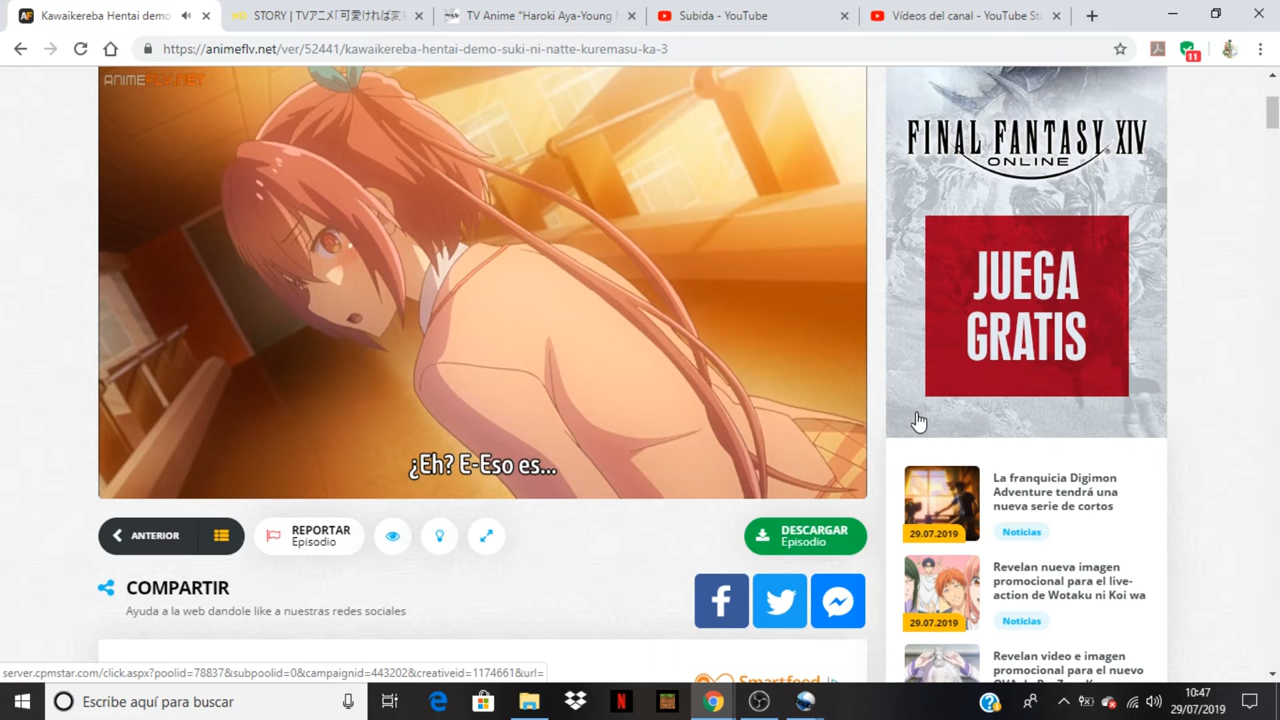 Kawaikereba Hentai demo
STORY | TVアニメ「可愛ければ変
TV Anime "Haroki Aya-Young
Subida - YouTube
Vídeos del canal - YouTube Stu
https://animeflv.net/ver/52441/kawaikereba-hentai-demo-suki-ni-natte-kuremasu-ka-3
11
ANIMEFLV.NET
¿Eh? E-Eso es...
FINAL FANTASY XIV
ONLINE
JUEGA
GRATIS
ANTERIOR
REPORTAR
Episodio
DESCARGAR
Episodio
COMPARTIR
Ayuda a la web dandole like a nuestras redes sociales
La franquicia Digimon
Adventure tendrá una
nueva serie de cortos
29.07.2019
Noticias
Revelan nueva imagen
promocional para el live-
action de Wotaku ni Koi wa
29.07.2019
Noticias
Revelan video e imagen
promocional para el nuevo
Smartfeed
server.cpmstar.com/click.aspx?poolid=78837&subpoolid=0&campaignid=443202&creativeid=1174661&url=
Escribe aquí para buscar
10:47
29/07/2019